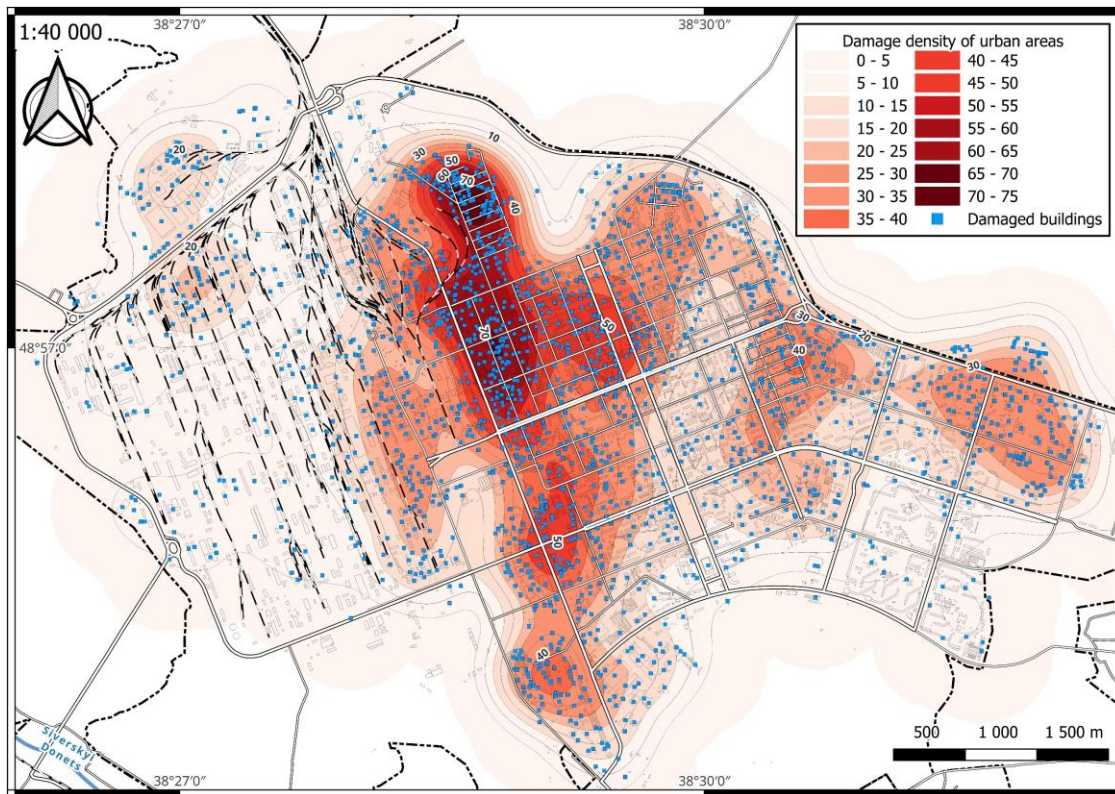 38°27'0"
38°30'0"
1:40 000
Damage density of urban areas
0 - 5
40 - 45
5 - 10
45 - 50
10 - 15
50 - 55
15 - 20
55 - 60
20 - 25
60 - 65
25 - 30
65 - 70
30 - 35
70 - 75
35 - 40
Damaged buildings
10
20
30
50
60
70
40
20
50
70
30
20
40
30
48°57'0"
50
40
500
1 000
1 500 m
Siverskyi
Donets
38°27'0"
38°30'0"